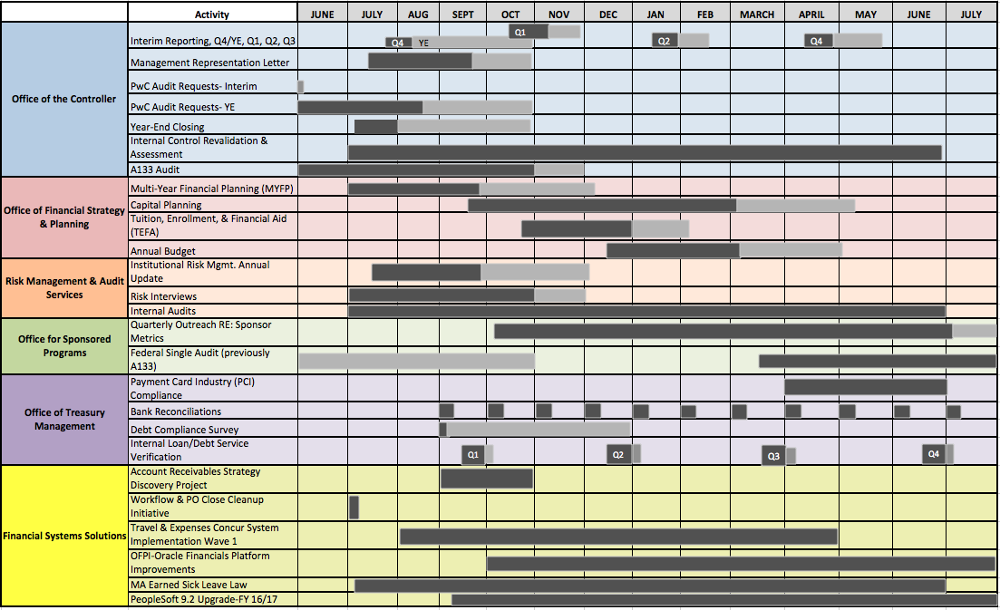 Activity JUNE JULY AUG SEPT OCT NOV DEC JAN FEB MARCH APRIL MAY JUNE JULY
Office of the Controller
Interim Reporting, Q4/YE, Q1, Q2, Q3
Q4 YE Q1 Q2 Q4
Management Representation Letter
PwC Audit Requests- Interim
PwC Audit Requests- YE
Year-End Closing
Internal Control Revalidation &
Assessment
A133 Audit
Office of Financial Strategy
& Planning
Multi-Year Financial Planning (MYFP)
Capital Planning
Tuition, Enrollment, & Financial Aid
(TEFA)
Annual Budget
Risk Management & Audit
Services
Institutional Risk Mgmt. Annual
Update
Risk Interviews
Internal Audits
Office for Sponsored
Programs
Quarterly Outreach RE: Sponsor
Metrics
Federal Single Audit (previously
A133)
Office of Treasury
Management
Payment Card Industry (PCI)
Compliance
Bank Reconciliations
Debt Compliance Survey
Internal Loan/Debt Service
Verification
Q1 Q2 Q3 Q4
Financial Systems Solutions
Account Receivables Strategy
Discovery Project
Workflow & PO Close Cleanup
Initiative
Travel & Expenses Concur System
Implementation Wave 1
OFPI-Oracle Financials Platform
Improvements
MA Earned Sick Leave Law
PeopleSoft 9.2 Upgrade-FY 16/17